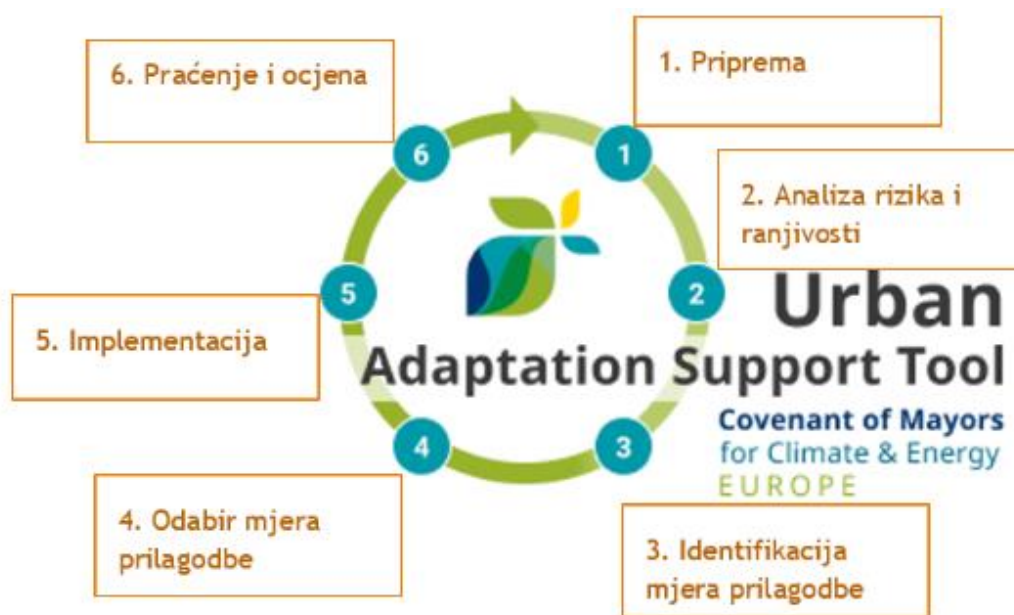 6. Praćenje i ocjena
1. Priprema
6
1
2. Analiza rizika i
ranjivosti
5
2
5. Implementacija
Urban
Adaptation Support Tool
Covenant of Mayors
for Climate & Energy
EUROPE
4
3
4. Odabir mjera
prilagodbe
3. Identifikacija
mjera prilagodbe